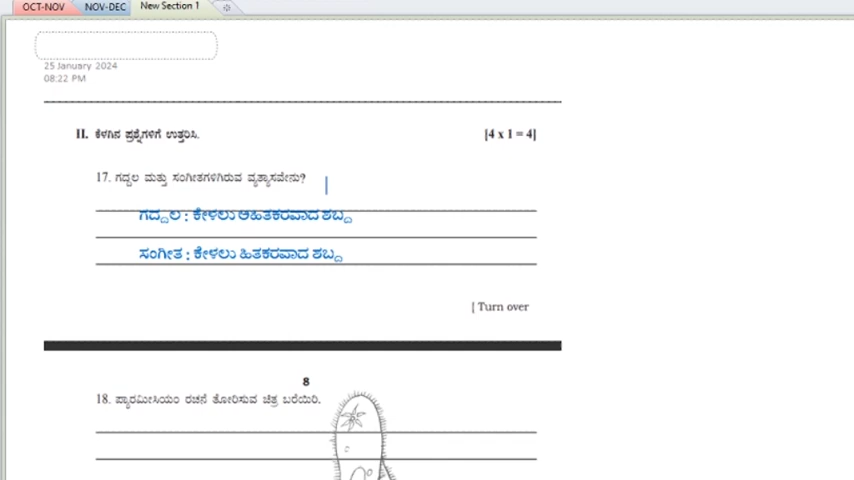 OCT-NOV NOV-DEC New Section 1
25 January 2024
08:22 PM
II. ಕೆಳಗಿನ ಪ್ರಶ್ನೆಗಳಿಗೆ ಉತ್ತರಿಸಿ. [4 x 1 = 4]
17. ಗದ್ದಲ ಮತ್ತು ಸಂಗೀತಗಳಿಗಿರುವ ವ್ಯತ್ಯಾಸವೇನು?
ಗದ್ದಲ : ಕೇಳಲು ಅಹಿತಕರವಾದ ಶಬ್ದ
ಸಂಗೀತ : ಕೇಳಲು ಹಿತಕರವಾದ ಶಬ್ದ
[ Turn over
8
18. ಪ್ಯಾರಮೀಸಿಯಂ ರಚನೆ ತೋರಿಸುವ ಚಿತ್ರ ಬರೆಯಿರಿ.